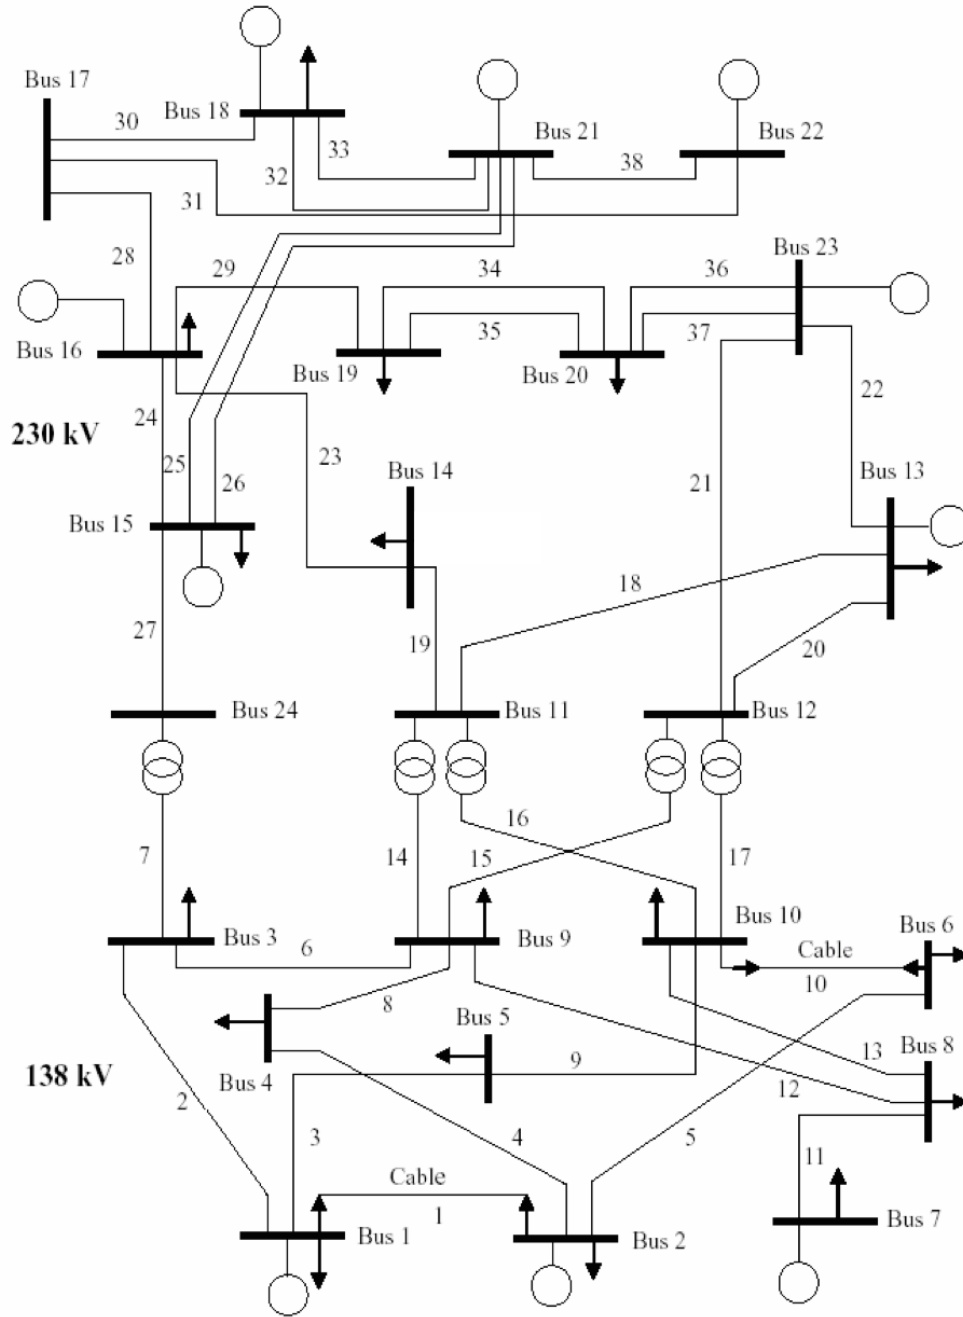 Bus 17
Bus 18
Bus 21
Bus 22
30
33
32
38
31
28
29
34
36
Bus 23
Bus 16
35
37
Bus 19
Bus 20
24
22
230 kV
25
26
23
Bus 14
21
Bus 13
Bus 15
18
27
19
20
Bus 24
Bus 11
Bus 12
16
7
14
15
17
Bus 3
6
Bus 9
Bus 10
Bus 6
Cable
10
8
Bus 5
138 kV
Bus 4
9
13
Bus 8
12
2
3
4
5
11
Cable
1
Bus 1
Bus 2
Bus 7